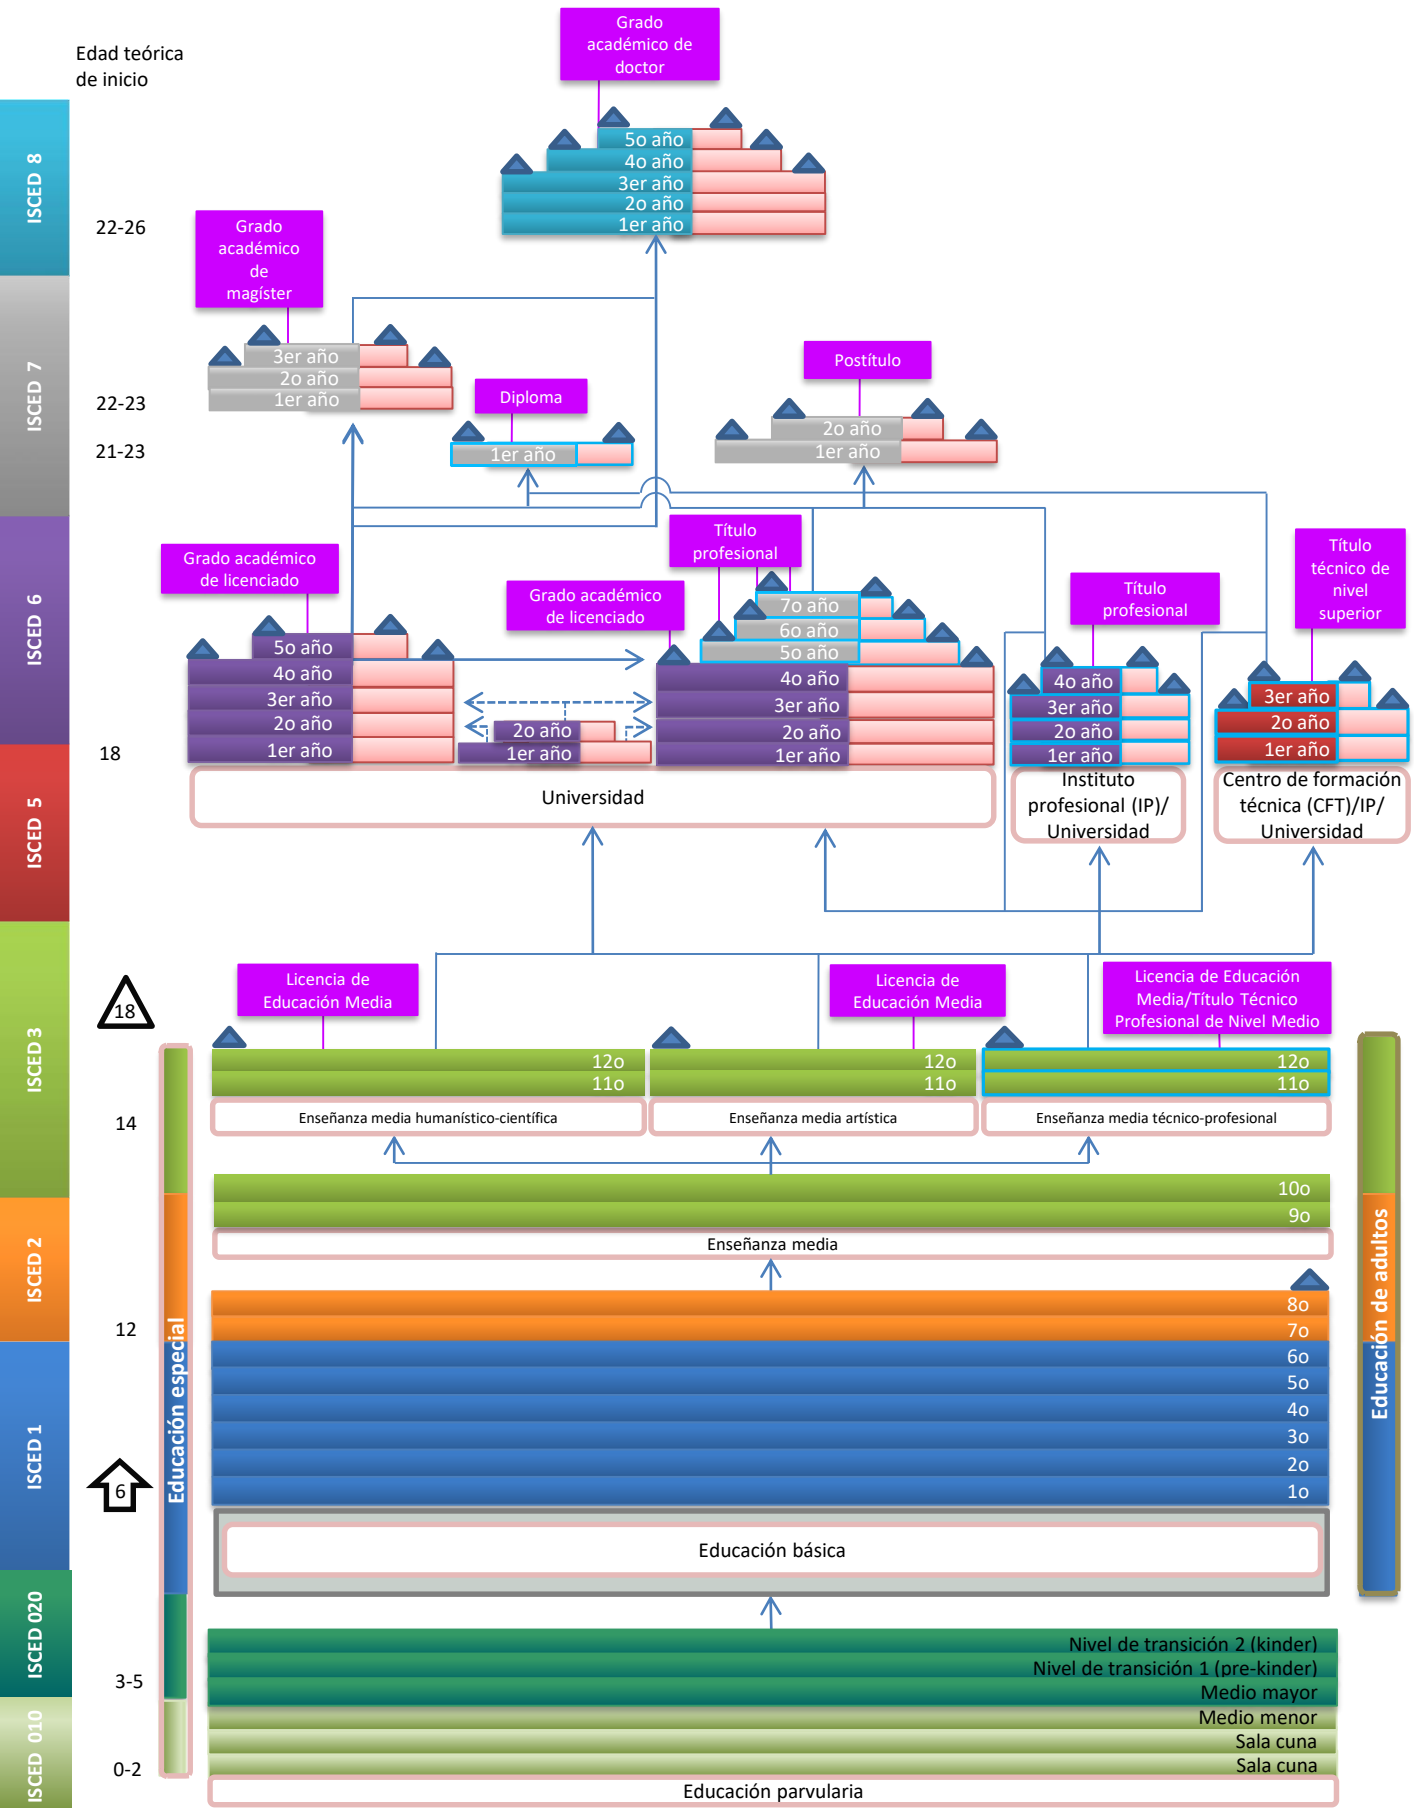 Edad teórica
de inicio
Grado
académico de
doctor
ISCED 8
5o año
4o año
3er año
2o año
1er año
22-26
Grado
académico
de
magíster
ISCED 7
3er año
2o año
1er año
22-23
21-23
Diploma
1er año
Postítulo
2o año
1er año
ISCED 6
Grado académico
de licenciado
5o año
4o año
3er año
2o año
1er año
2o año
1er año
Grado académico
de licenciado
Título
profesional
7o año
6o año
5o año
4o año
3er año
2o año
1er año
Título
profesional
4o año
3er año
2o año
1er año
Título
técnico de
nivel
superior
3er año
2o año
1er año
18
ISCED 5
Universidad
Instituto
profesional (IP)/
Universidad
Centro de formación
técnica (CFT)/IP/
Universidad
ISCED 3
18
Licencia de
Educación Media
Licencia de
Educación Media
Licencia de Educación
Media/Título Técnico
Profesional de Nivel Medio
12o
11o
12o
11o
12o
11o
14
Enseñanza media humanístico-científica
Enseñanza media artística
Enseñanza media técnico-profesional
10o
9o
Enseñanza media
ISCED 2
12
8o
7o
6o
5o
4o
3o
2o
1o
ISCED 1
6
Educación especial
Educación de adultos
Educación básica
ISCED 020
3-5
Nivel de transición 2 (kinder)
Nivel de transición 1 (pre-kinder)
Medio mayor
Medio menor
Sala cuna
Sala cuna
ISCED 010
0-2
Educación parvularia